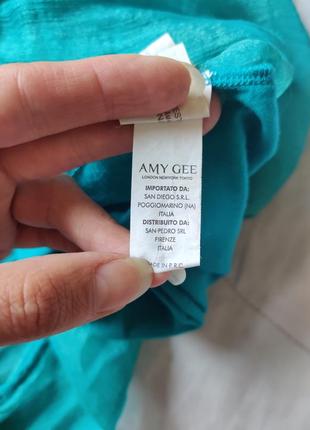 AMY GEE
LONDON NEWYORK TOKYO
IMPORTATO DA:
SAN DIEGO S.R.L.
POGGIOMARINO (NA)
ITALIA
DISTRIBUITO DA:
SAN PEDRO SRL
FIRENZE
ITALIA
MADE IN P.R.C.